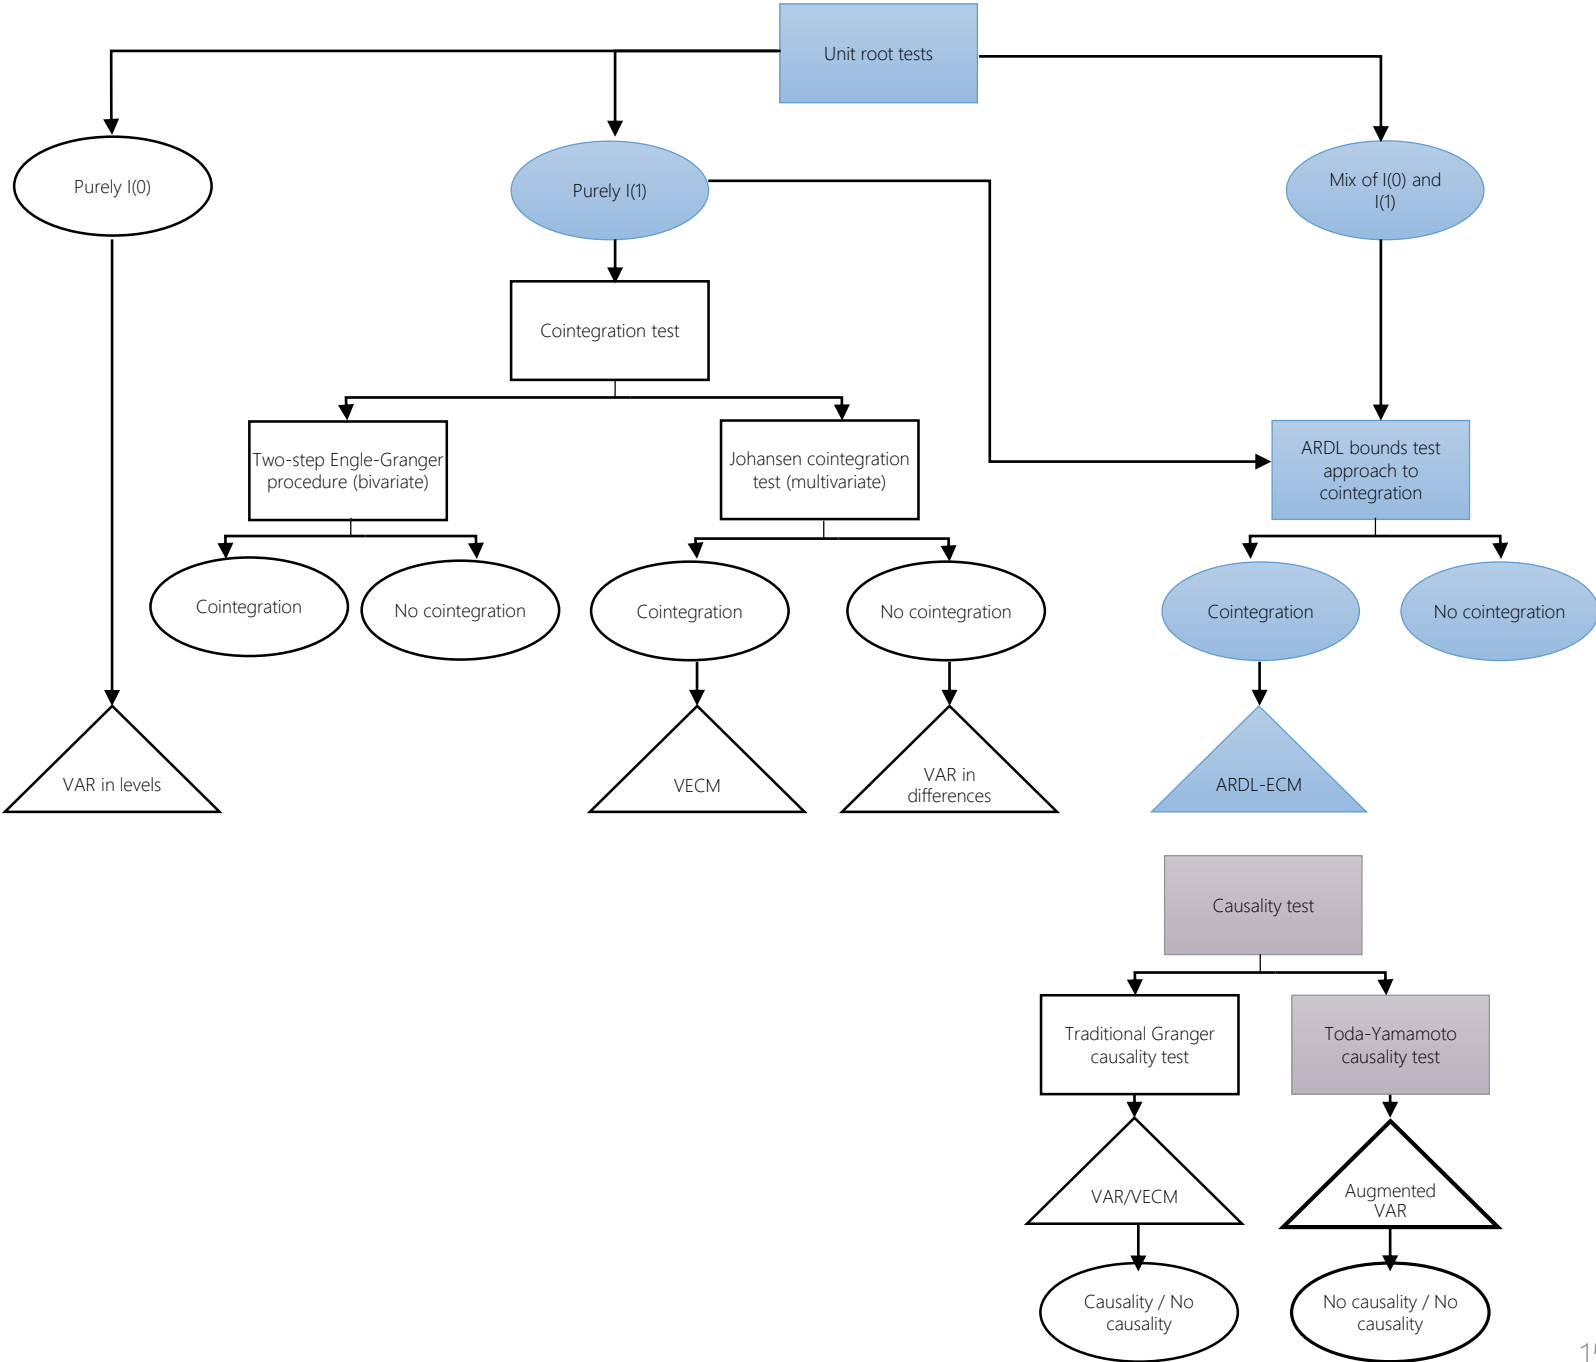 Unit root tests
Purely I(0)
Purely I(1)
Mix of I(0) and
I(1)
Cointegration test
Two-step Engle-Granger
procedure (bivariate)
Johansen cointegration
test (multivariate)
ARDL bounds test
approach to
cointegration
Cointegration
No cointegration
Cointegration
No cointegration
Cointegration
No cointegration
VAR in levels
VECM
VAR in
differences
ARDL-ECM
Causality test
Traditional Granger
causality test
Toda-Yamamoto
causality test
VAR/VECM
Augmented
VAR
Causality / No
causality
No causality / No
causality